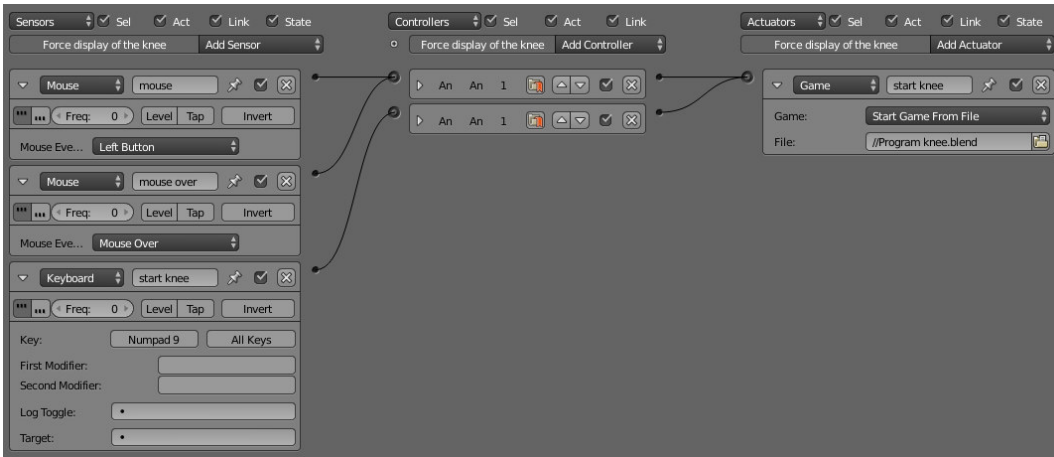 Sensors Sel Act Link State
Force display of the knee Add Sensor
Mouse mouse
Freq: 0 Level Tap Invert
Mouse Eve... Left Button
Mouse mouse over
Freq: 0 Level Tap Invert
Mouse Eve... Mouse Over
Keyboard start knee
Freq: 0 Level Tap Invert
Key: Numpad 9 All Keys
First Modifier:
Second Modifier:
Log Toggle:
Target:
Controllers Sel Act Link
Force display of the knee Add Controller
An An 1
An An 1
Actuators Sel Act Link State
Force display of the knee Add Actuator
Game start knee
Game: Start Game From File
File: //Program knee.blend